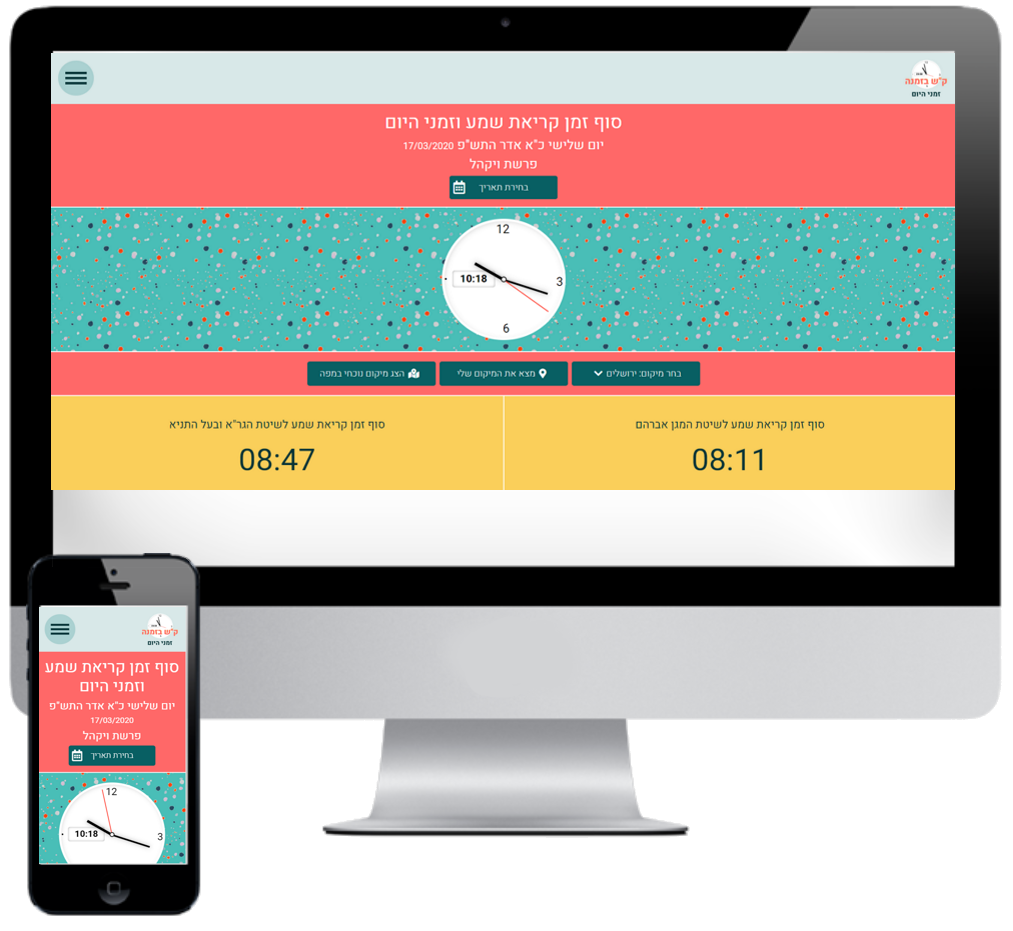 ק"ש בזמנה
זמני היום
סוף זמן קריאת שמע וזמני היום
יום שלישי כ"א אדר התש"פ 17/03/2020
פרשת ויקהל
בחירת תאריך
12
3
10:18
6
בחר מיקום: ירושלים
מצא את המיקום שלי
הצג מיקום נוכחי במפה
סוף זמן קריאת שמע לשיטת המגן אברהם
08:11
סוף זמן קריאת שמע לשיטת הגר"א ובעל התניא
08:47
ק"ש בזמנה
זמני היום
סוף זמן קריאת שמע
וזמני היום
יום שלישי כ"א אדר התש"פ
17/03/2020
פרשת ויקהל
בחירת תאריך
12
3
10:18